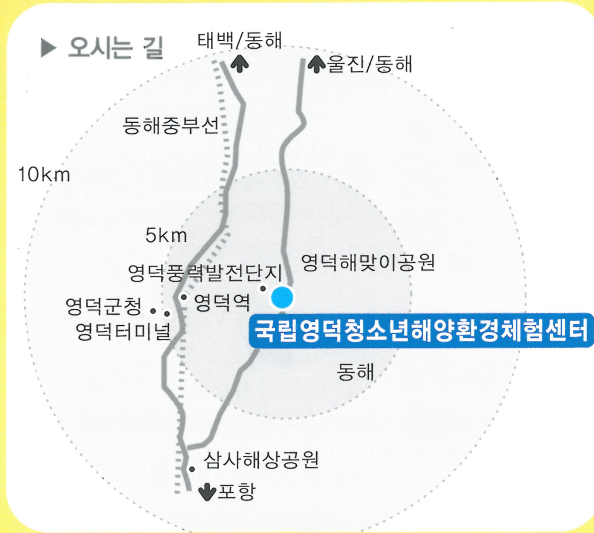 ▶ 오시는 길
태백/동해
울진/동해
동해중부선
10km
5km
영덕해맞이공원
영덕풍력발전단지
영덕군청
영덕역
영덕터미널
국립영덕청소년해양환경체험센터
동해
삼사해상공원
포항